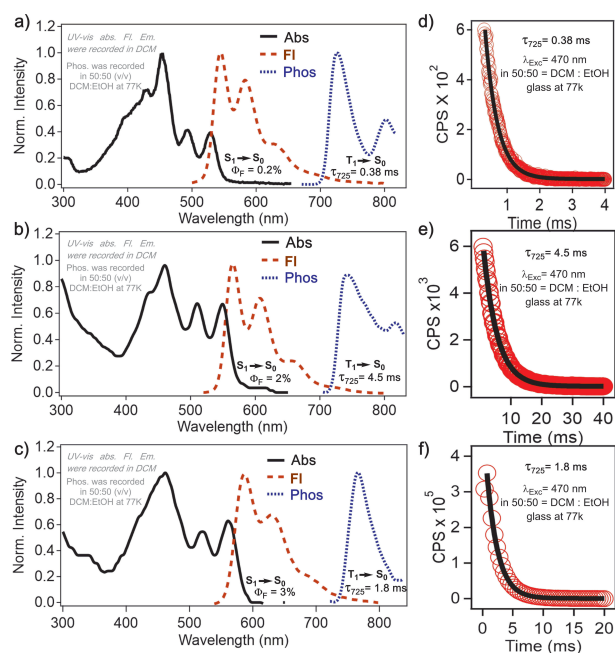 a)
UV-vis abs. Fl. Em.
were recorded in DCM
Phos. was recorded
in 50:50 (v/v)
DCM:EtOH at 77K
Abs
Fl
Phos
S₁ → S₀
Φ_F = 0.2%
T₁ → S₀
τ₇₂₅= 0.38 ms
Norm. Intensity
1.2
1.0
0.8
0.6
0.4
0.2
0.0
300 400 500 600 700 800
Wavelength (nm)
d)
τ₇₂₅= 0.38 ms
λ_Exc= 470 nm
in 50:50 = DCM : EtOH
glass at 77k
CPS X 10²
6
4
2
0
1 2 3 4
Time (ms)
b)
UV-vis abs. Fl. Em.
were recorded in DCM
Phos. was recorded
in 50:50 (v/v)
DCM:EtOH at 77K
Abs
Fl
Phos
S₁ → S₀
Φ_F = 2%
T₁ → S₀
τ₇₂₅= 4.5 ms
Norm. Intensity
1.2
1.0
0.8
0.6
0.4
0.2
0.0
300 400 500 600 700 800
Wavelength (nm)
e)
τ₇₂₅= 4.5 ms
λ_Exc= 470 nm
in 50:50 = DCM : EtOH
glass at 77k
CPS x10³
6
4
2
0
10 20 30 40
Time (ms)
c)
UV-vis abs. Fl. Em.
were recorded in DCM
Phos. was recorded
in 50:50 (v/v)
DCM:EtOH at 77K
Abs
Fl
Phos
S₁ → S₀
Φ_F = 3%
T₁ → S₀
τ₇₂₅= 1.8 ms
Norm. Intensity
1.2
1.0
0.8
0.6
0.4
0.2
0.0
300 400 500 600 700 800
Wavelength (nm)
f)
τ₇₂₅= 1.8 ms
λ_Exc= 470 nm
in 50:50 = DCM : EtOH
glass at 77k
CPS x 10⁵
4
3
2
1
0
0 5 10 15 20
Time (ms)